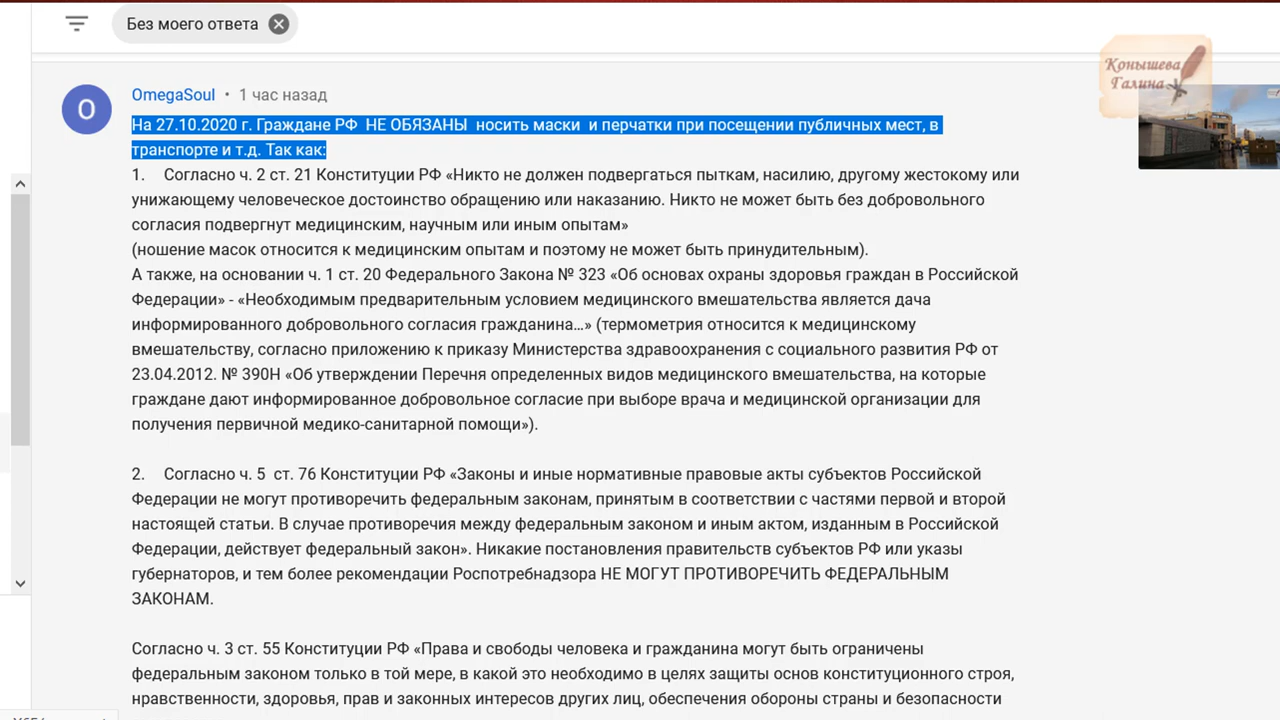 Без моего ответа
Конышева
Галина
OmegaSoul • 1 час назад
О
На 27.10.2020 г. Граждане РФ НЕ ОБЯЗАНЫ носить маски и перчатки при посещении публичных мест, в
транспорте и т.д. Так как:
1. Согласно ч. 2 ст. 21 Конституции РФ «Никто не должен подвергаться пыткам, насилию, другому жестокому или
унижающему человеческое достоинство обращению или наказанию. Никто не может быть без добровольного
согласия подвергнут медицинским, научным или иным опытам»
(ношение масок относится к медицинским опытам и поэтому не может быть принудительным).
А также, на основании ч. 1 ст. 20 Федерального Закона № 323 «Об основах охраны здоровья граждан в Российской
Федерации» - «Необходимым предварительным условием медицинского вмешательства является дача
информированного добровольного согласия гражданина…» (термометрия относится к медицинскому
вмешательству, согласно приложению к приказу Министерства здравоохранения с социального развития РФ от
23.04.2012. № 390Н «Об утверждении Перечня определенных видов медицинского вмешательства, на которые
граждане дают информированное добровольное согласие при выборе врача и медицинской организации для
получения первичной медико-санитарной помощи»).
2. Согласно ч. 5 ст. 76 Конституции РФ «Законы и иные нормативные правовые акты субъектов Российской
Федерации не могут противоречить федеральным законам, принятым в соответствии с частями первой и второй
настоящей статьи. В случае противоречия между федеральным законом и иным актом, изданным в Российской
Федерации, действует федеральный закон». Никакие постановления правительств субъектов РФ или указы
губернаторов, и тем более рекомендации Роспотребнадзора НЕ МОГУТ ПРОТИВОРЕЧИТЬ ФЕДЕРАЛЬНЫМ
ЗАКОНАМ.
Согласно ч. 3 ст. 55 Конституции РФ «Права и свободы человека и гражданина могут быть ограничены
федеральным законом только в той мере, в какой это необходимо в целях защиты основ конституционного строя,
нравственности, здоровья, прав и законных интересов других лиц, обеспечения обороны страны и безопасности